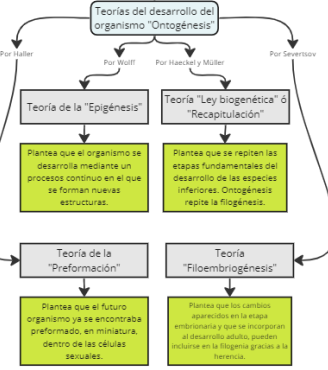 Teorías del desarrollo del
organismo "Ontogénesis"
Por Haller
Por Wolff
Por Haeckel y Müller
Por Severtsov
Teoría de la "Epigénesis"
Teoría "Ley biogenética" ó
"Recapitulación"
Plantea que el organismo se
desarrolla mediante un
procesos continuo en el que
se forman nuevas
estructuras.
Plantea que se repiten las
etapas fundamentales del
desarrollo de las especies
inferiores. Ontogénesis
repite la filogénesis.
Teoría de la
"Preformación"
Teoría
"Filoembriogénesis"
Plantea que el futuro
organismo ya se encontraba
preformado, en miniatura,
dentro de las células
sexuales.
Plantea que los cambios
aparecidos en la etapa
embrionaria y que se incorporan
al desarrollo adulto, pueden
incluirse en la filogenia gracias a la
herencia.